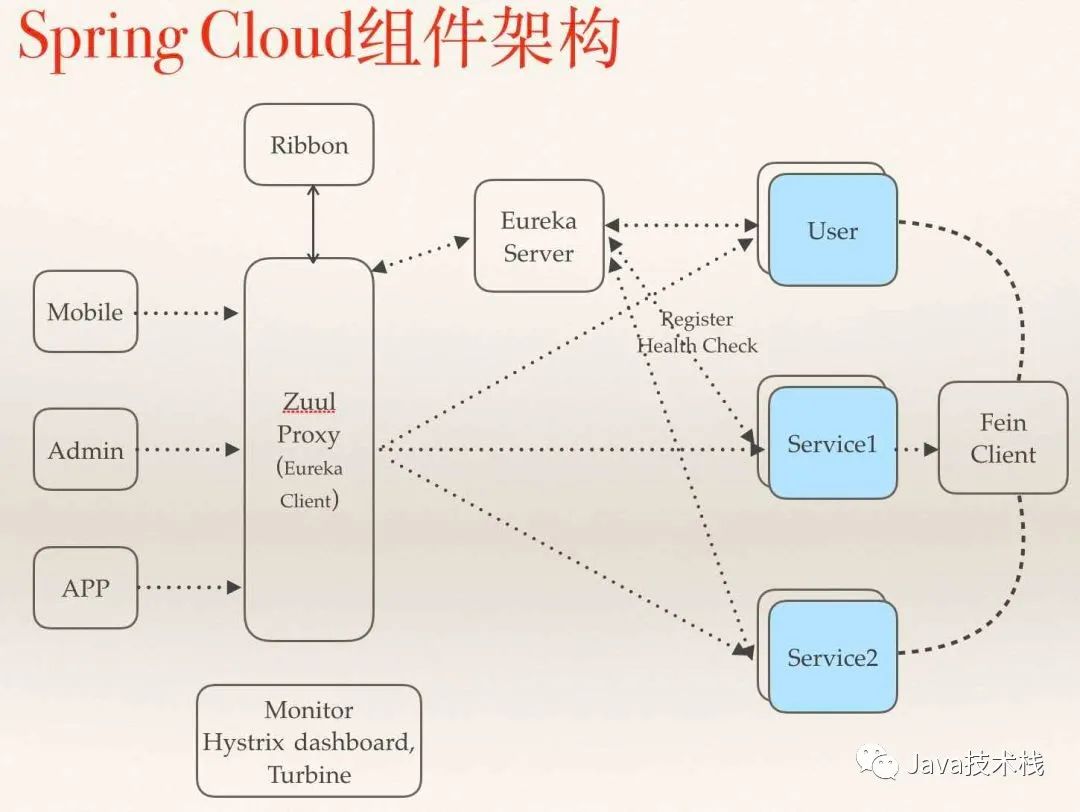 Spring Cloud组件架构
Ribbon
Eureka
Server
User
Mobile
Register
Health Check
Zuul
Proxy
(Eureka
Client)
Admin
Service1
Fein
Client
APP
Service2
Monitor
Hystrix dashboard,
Turbine
Java技术栈